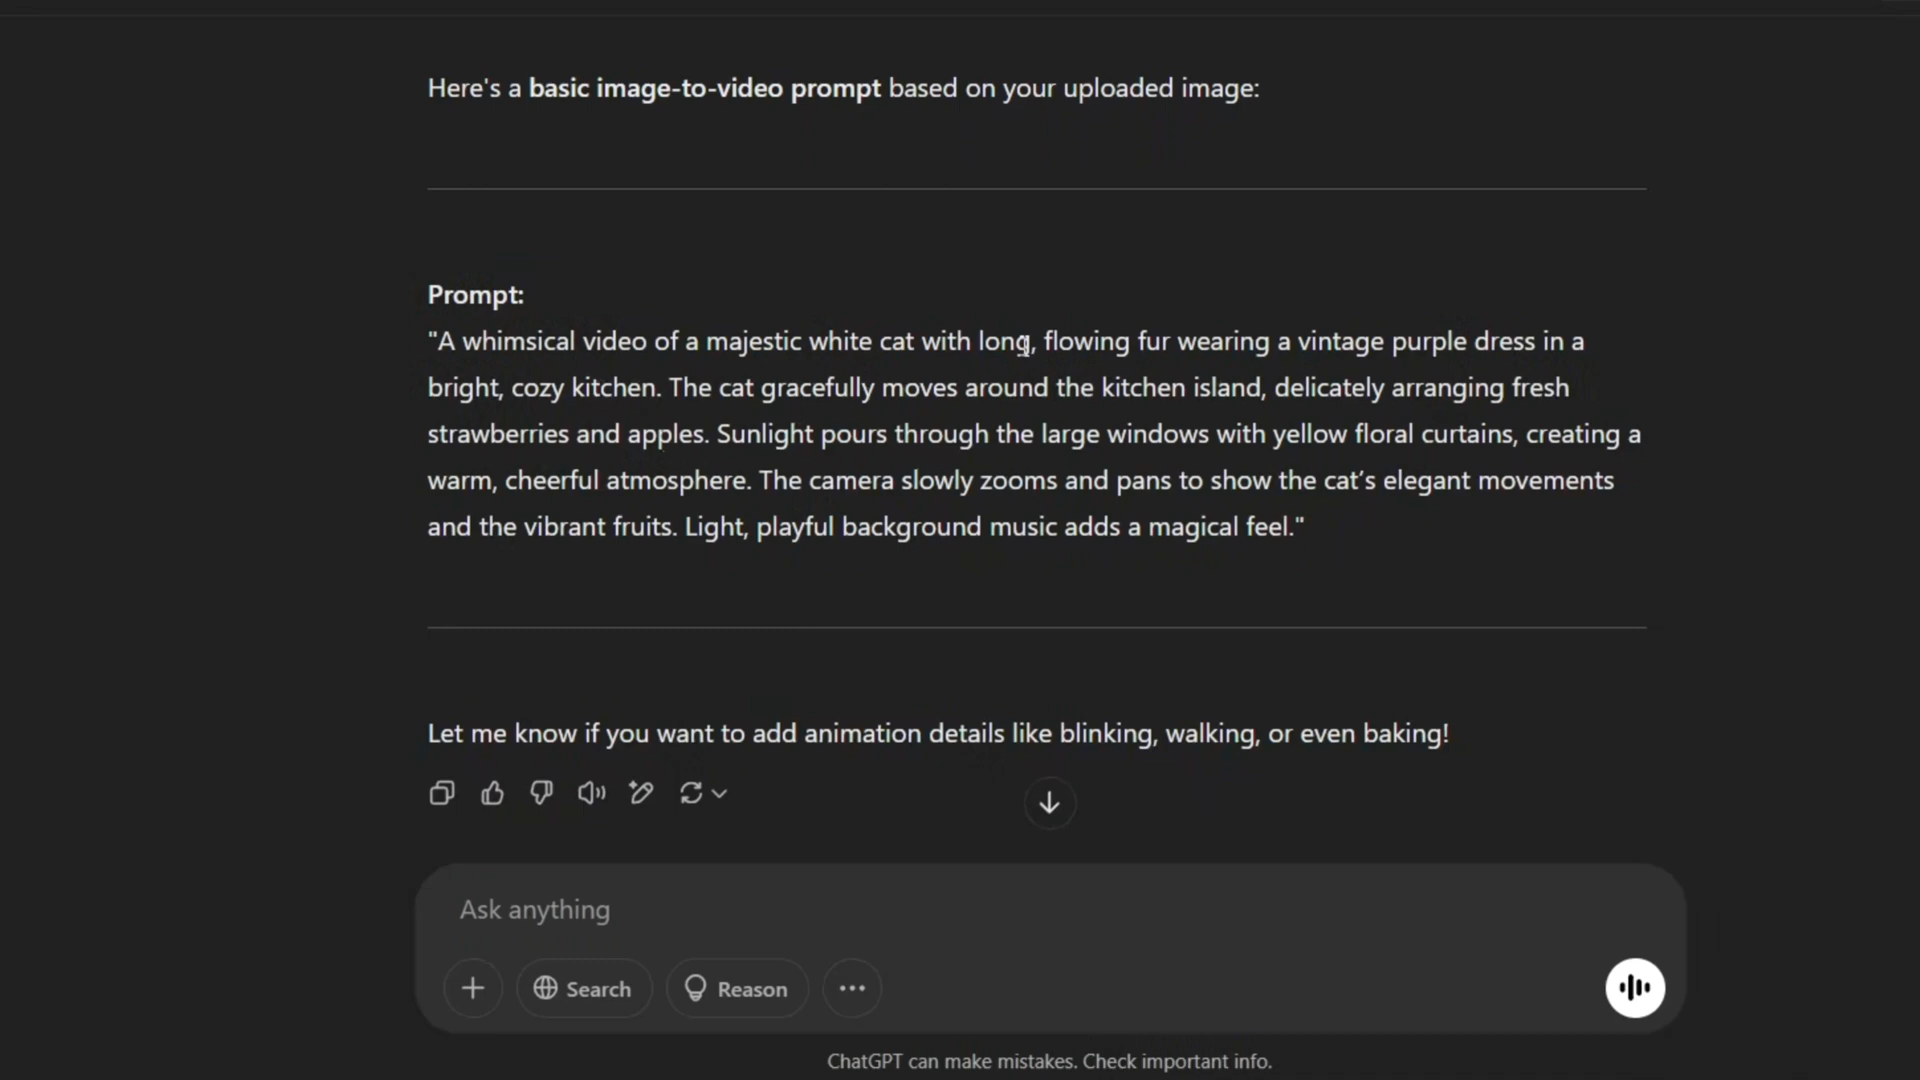 Here's a basic image-to-video prompt based on your uploaded image:
Prompt:
"A whimsical video of a majestic white cat with long, flowing fur wearing a vintage purple dress in a
bright, cozy kitchen. The cat gracefully moves around the kitchen island, delicately arranging fresh
strawberries and apples. Sunlight pours through the large windows with yellow floral curtains, creating a
warm, cheerful atmosphere. The camera slowly zooms and pans to show the cat’s elegant movements
and the vibrant fruits. Light, playful background music adds a magical feel."
Let me know if you want to add animation details like blinking, walking, or even baking!
Ask anything
Search Reason
ChatGPT can make mistakes. Check important info.